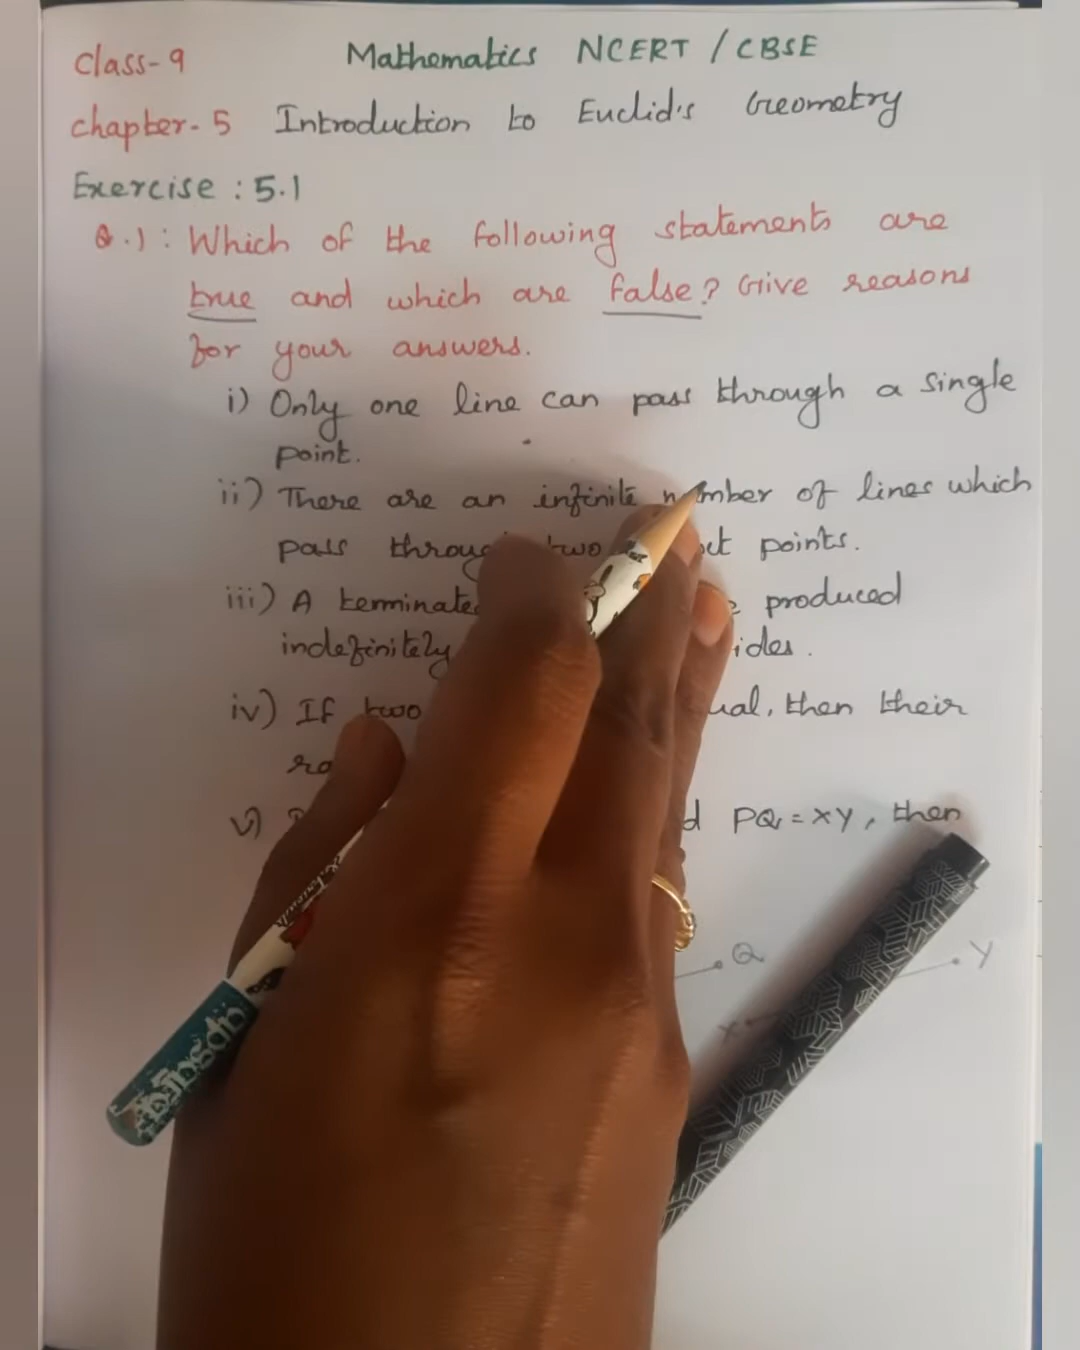 Class-9 Mathematics NCERT / CBSE
Chapter-5 Introduction to Euclid's Geometry
Exercise : 5.1
Q.1: Which of the following statements are
true and which are false? Give reasons
for your answers.
i) Only one line can pass through a single
point.
ii) There are an infinite number of lines which
pass through two points.
iii) A terminated produced
indefinitely
iv) If two then their
v) PQ = XY, then
Q
Y
X